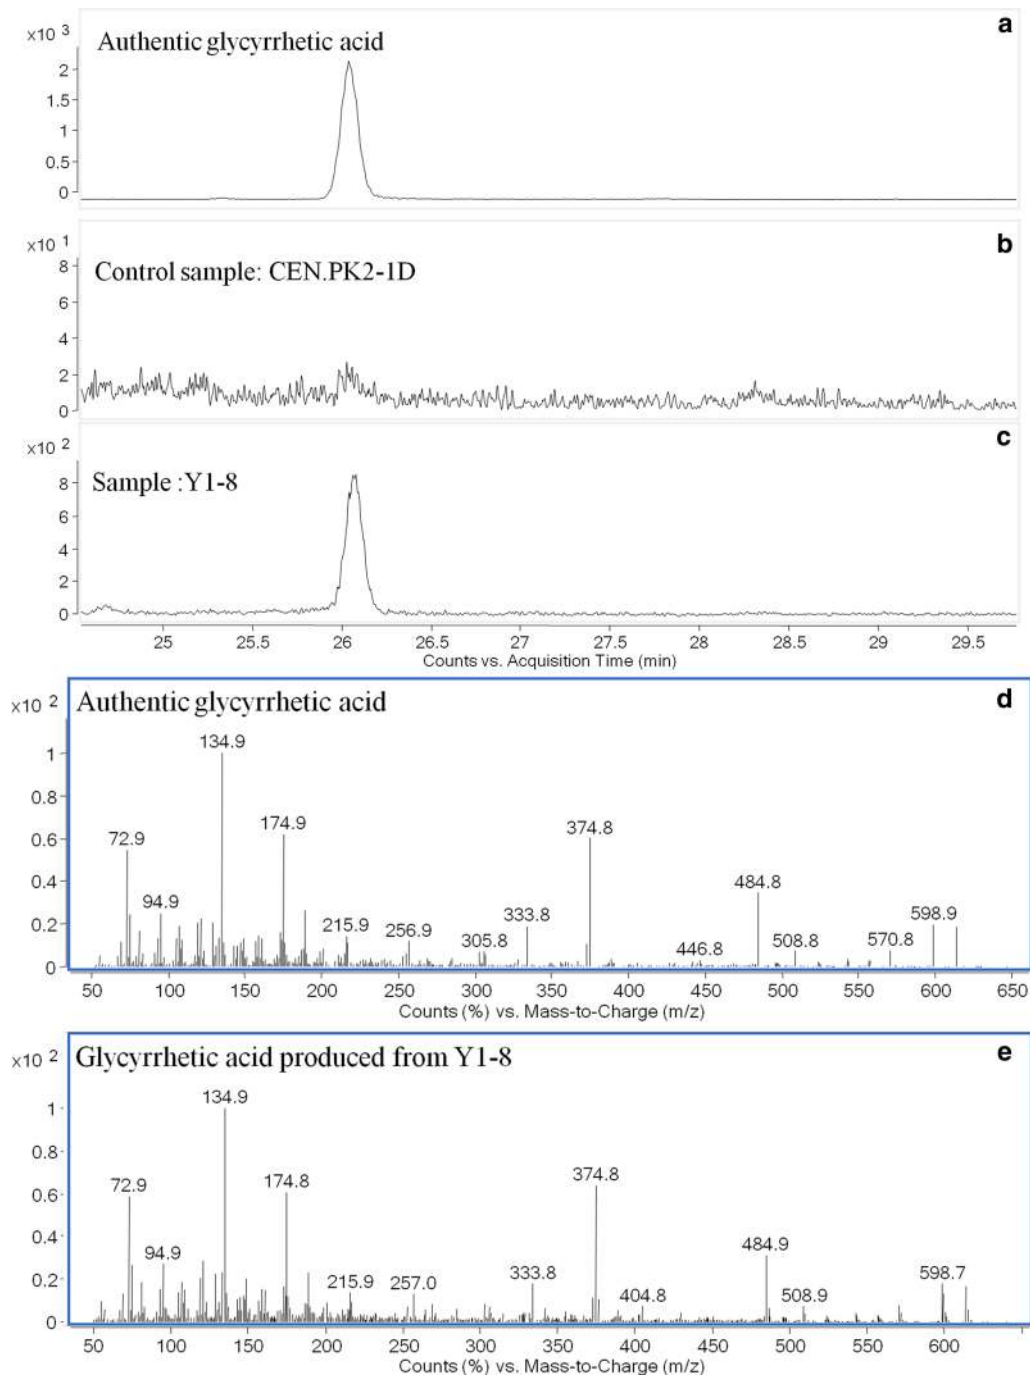 a
x10 3
Authentic glycyrrhetic acid
2
1.5
1
0.5
0
b
x10 1
Control sample: CEN.PK2-1D
8
6
4
2
0
c
x10 2
Sample :Y1-8
8
6
4
2
0
25 25.5 26 26.5 27 27.5 28 28.5 29 29.5
Counts vs. Acquisition Time (min)
d
x10 2
Authentic glycyrrhetic acid
134.9
1
0.8
174.9
374.8
0.6
72.9
484.8
0.4
94.9
215.9
256.9
305.8
333.8
446.8
508.8
570.8
598.9
0.2
0
50 100 150 200 250 300 350 400 450 500 550 600 650
Counts (%) vs. Mass-to-Charge (m/z)
e
x10 2
Glycyrrhetic acid produced from Y1-8
134.9
1
0.8
72.9
174.8
374.8
0.6
0.4
94.9
484.9
0.2
215.9
257.0
333.8
404.8
508.9
598.7
0
50 100 150 200 250 300 350 400 450 500 550 600
Counts (%) vs. Mass-to-Charge (m/z)